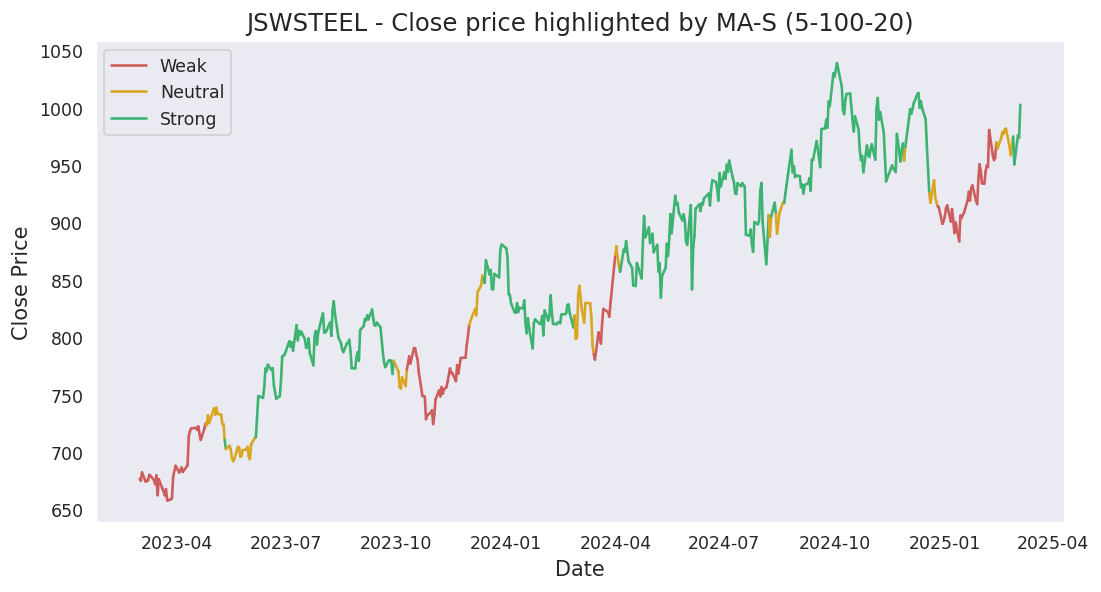 JSWSTEEL - Close price highlighted by MA-S (5-100-20)
Weak
Neutral
Strong
Close Price
1050
1000
950
900
850
800
750
700
650
2023-04 2023-07 2023-10 2024-01 2024-04 2024-07 2024-10 2025-01 2025-04
Date